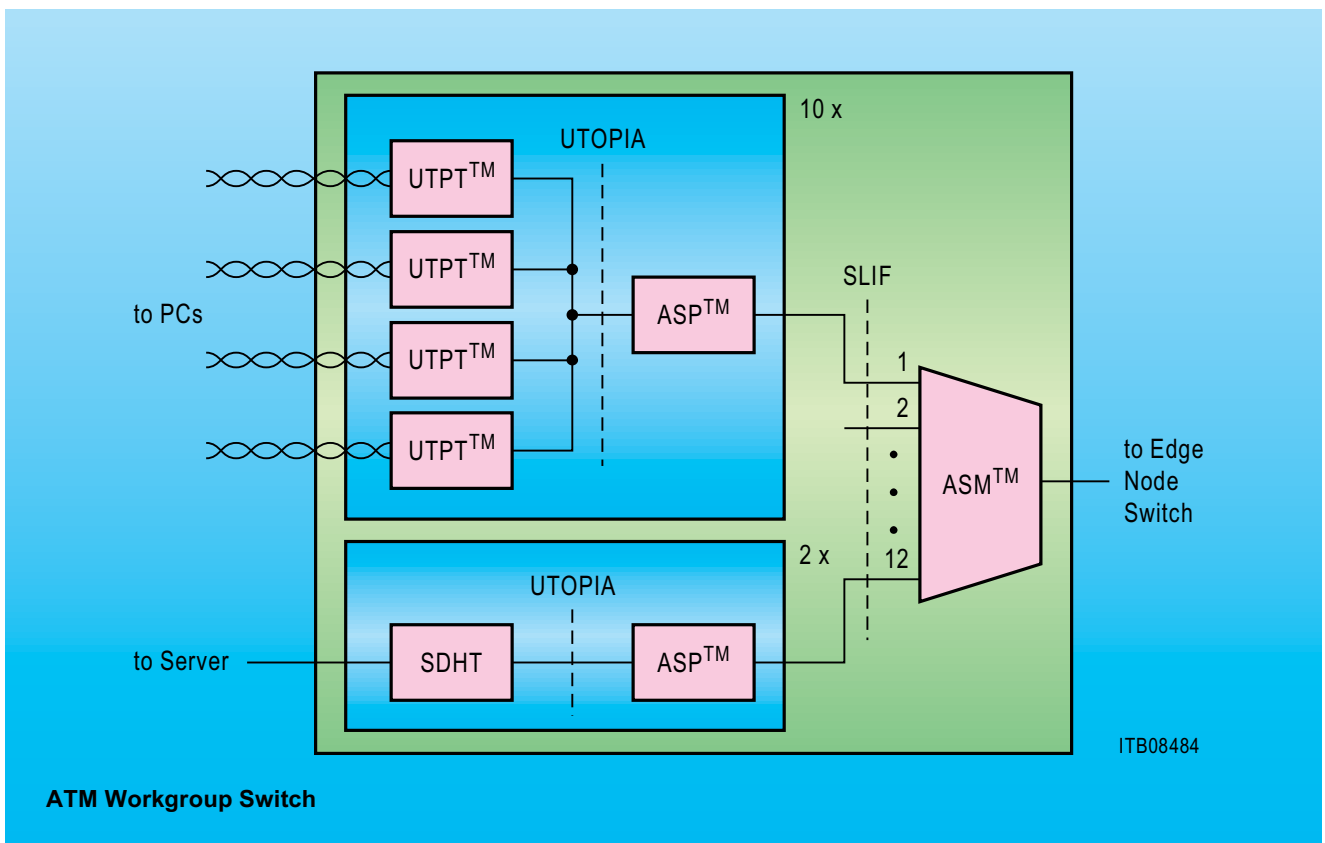 10 x
UTOPIA
UTPT™
UTPT™
UTPT™
UTPT™
to PCs
ASP™
SLIF
1
2
12
ASM™
to Edge
Node
Switch
2 x
UTOPIA
to Server
SDHT
ASP™
ITB08484
ATM Workgroup Switch